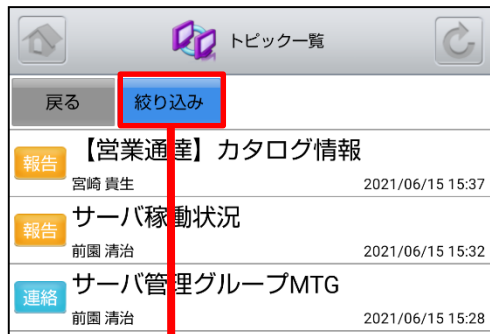 トピック一覧
戻る 絞り込み
報告 【営業通達】カタログ情報
宮崎 貴生 2021/06/15 15:37
報告 サーバ稼動状況
前園 清治 2021/06/15 15:32
連絡 サーバ管理グループMTG
前園 清治 2021/06/15 15:28